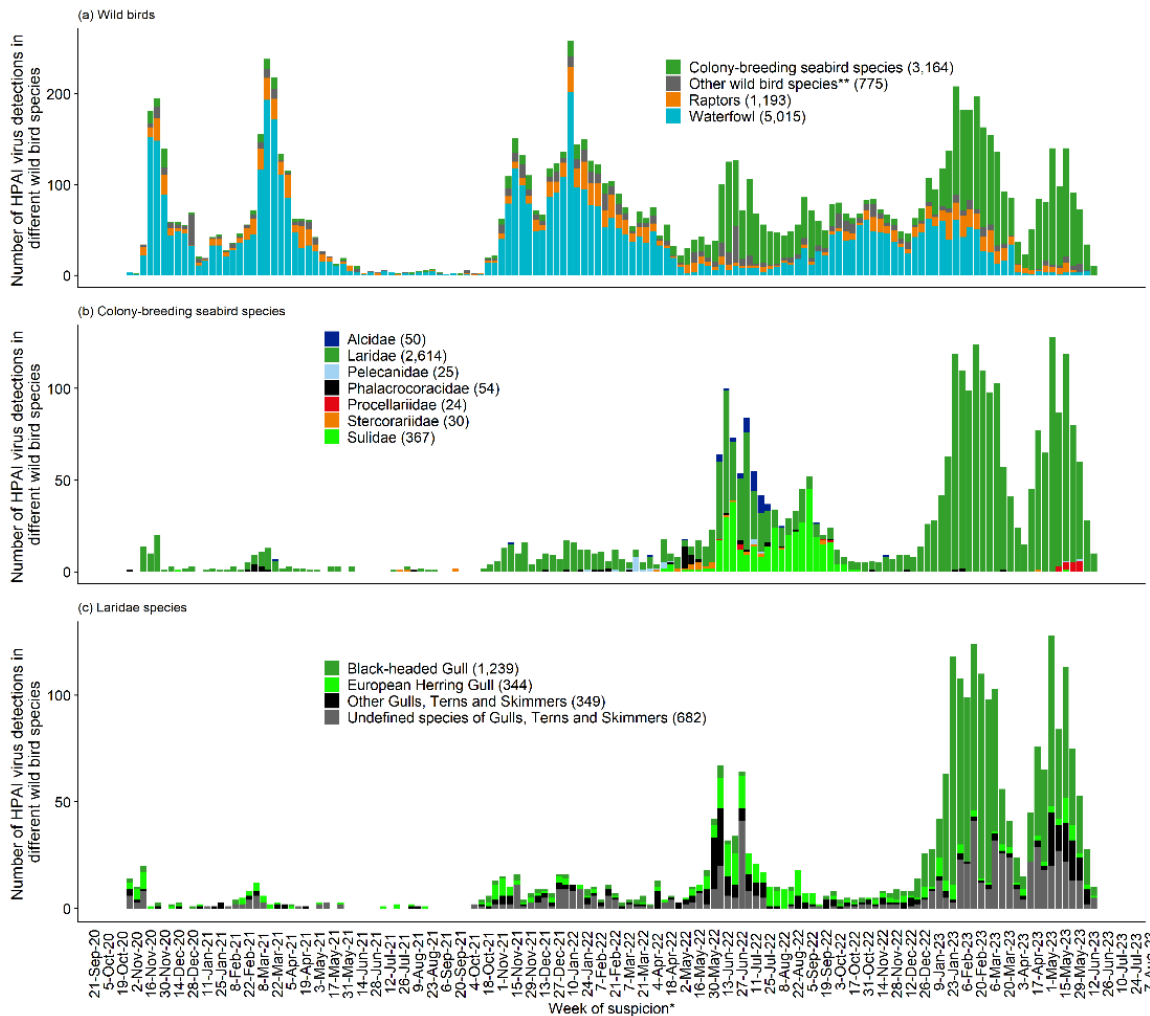 (a) Wild birds
Number of HPAI virus detections in
different wild bird species
200
100
0
Colony-breeding seabird species (3,164)
Other wild bird species** (775)
Raptors (1,193)
Waterfowl (5,015)
(b) Colony-breeding seabird species
Number of HPAI virus detections in
different wild bird species
100
50
0
Alcidae (50)
Laridae (2,614)
Pelecanidae (25)
Phalacrocoracidae (54)
Procellariidae (24)
Stercorariidae (30)
Sulidae (367)
(c) Laridae species
Number of HPAI virus detections in
different wild bird species
100
50
0
Black-headed Gull (1,239)
European Herring Gull (344)
Other Gulls, Terns and Skimmers (349)
Undefined species of Gulls, Terns and Skimmers (682)
21-Sep-20
5-Oct-20
19-Oct-20
2-Nov-20
16-Nov-20
30-Nov-20
14-Dec-20
28-Dec-20
11-Jan-21
25-Jan-21
8-Feb-21
22-Feb-21
8-Mar-21
22-Mar-21
5-Apr-21
19-Apr-21
3-May-21
17-May-21
31-May-21
14-Jun-21
28-Jun-21
12-Jul-21
26-Jul-21
9-Aug-21
23-Aug-21
6-Sep-21
20-Sep-21
4-Oct-21
18-Oct-21
1-Nov-21
15-Nov-21
29-Nov-21
13-Dec-21
27-Dec-21
10-Jan-22
24-Jan-22
7-Feb-22
21-Feb-22
7-Mar-22
21-Mar-22
4-Apr-22
18-Apr-22
2-May-22
16-May-22
30-May-22
13-Jun-22
27-Jun-22
11-Jul-22
25-Jul-22
8-Aug-22
22-Aug-22
5-Sep-22
19-Sep-22
3-Oct-22
17-Oct-22
31-Oct-22
14-Nov-22
28-Nov-22
12-Dec-22
26-Dec-22
9-Jan-23
23-Jan-23
6-Feb-23
20-Feb-23
6-Mar-23
20-Mar-23
3-Apr-23
17-Apr-23
1-May-23
15-May-23
29-May-23
12-Jun-23
26-Jun-23
10-Jul-23
24-Jul-23
Week of suspicion*